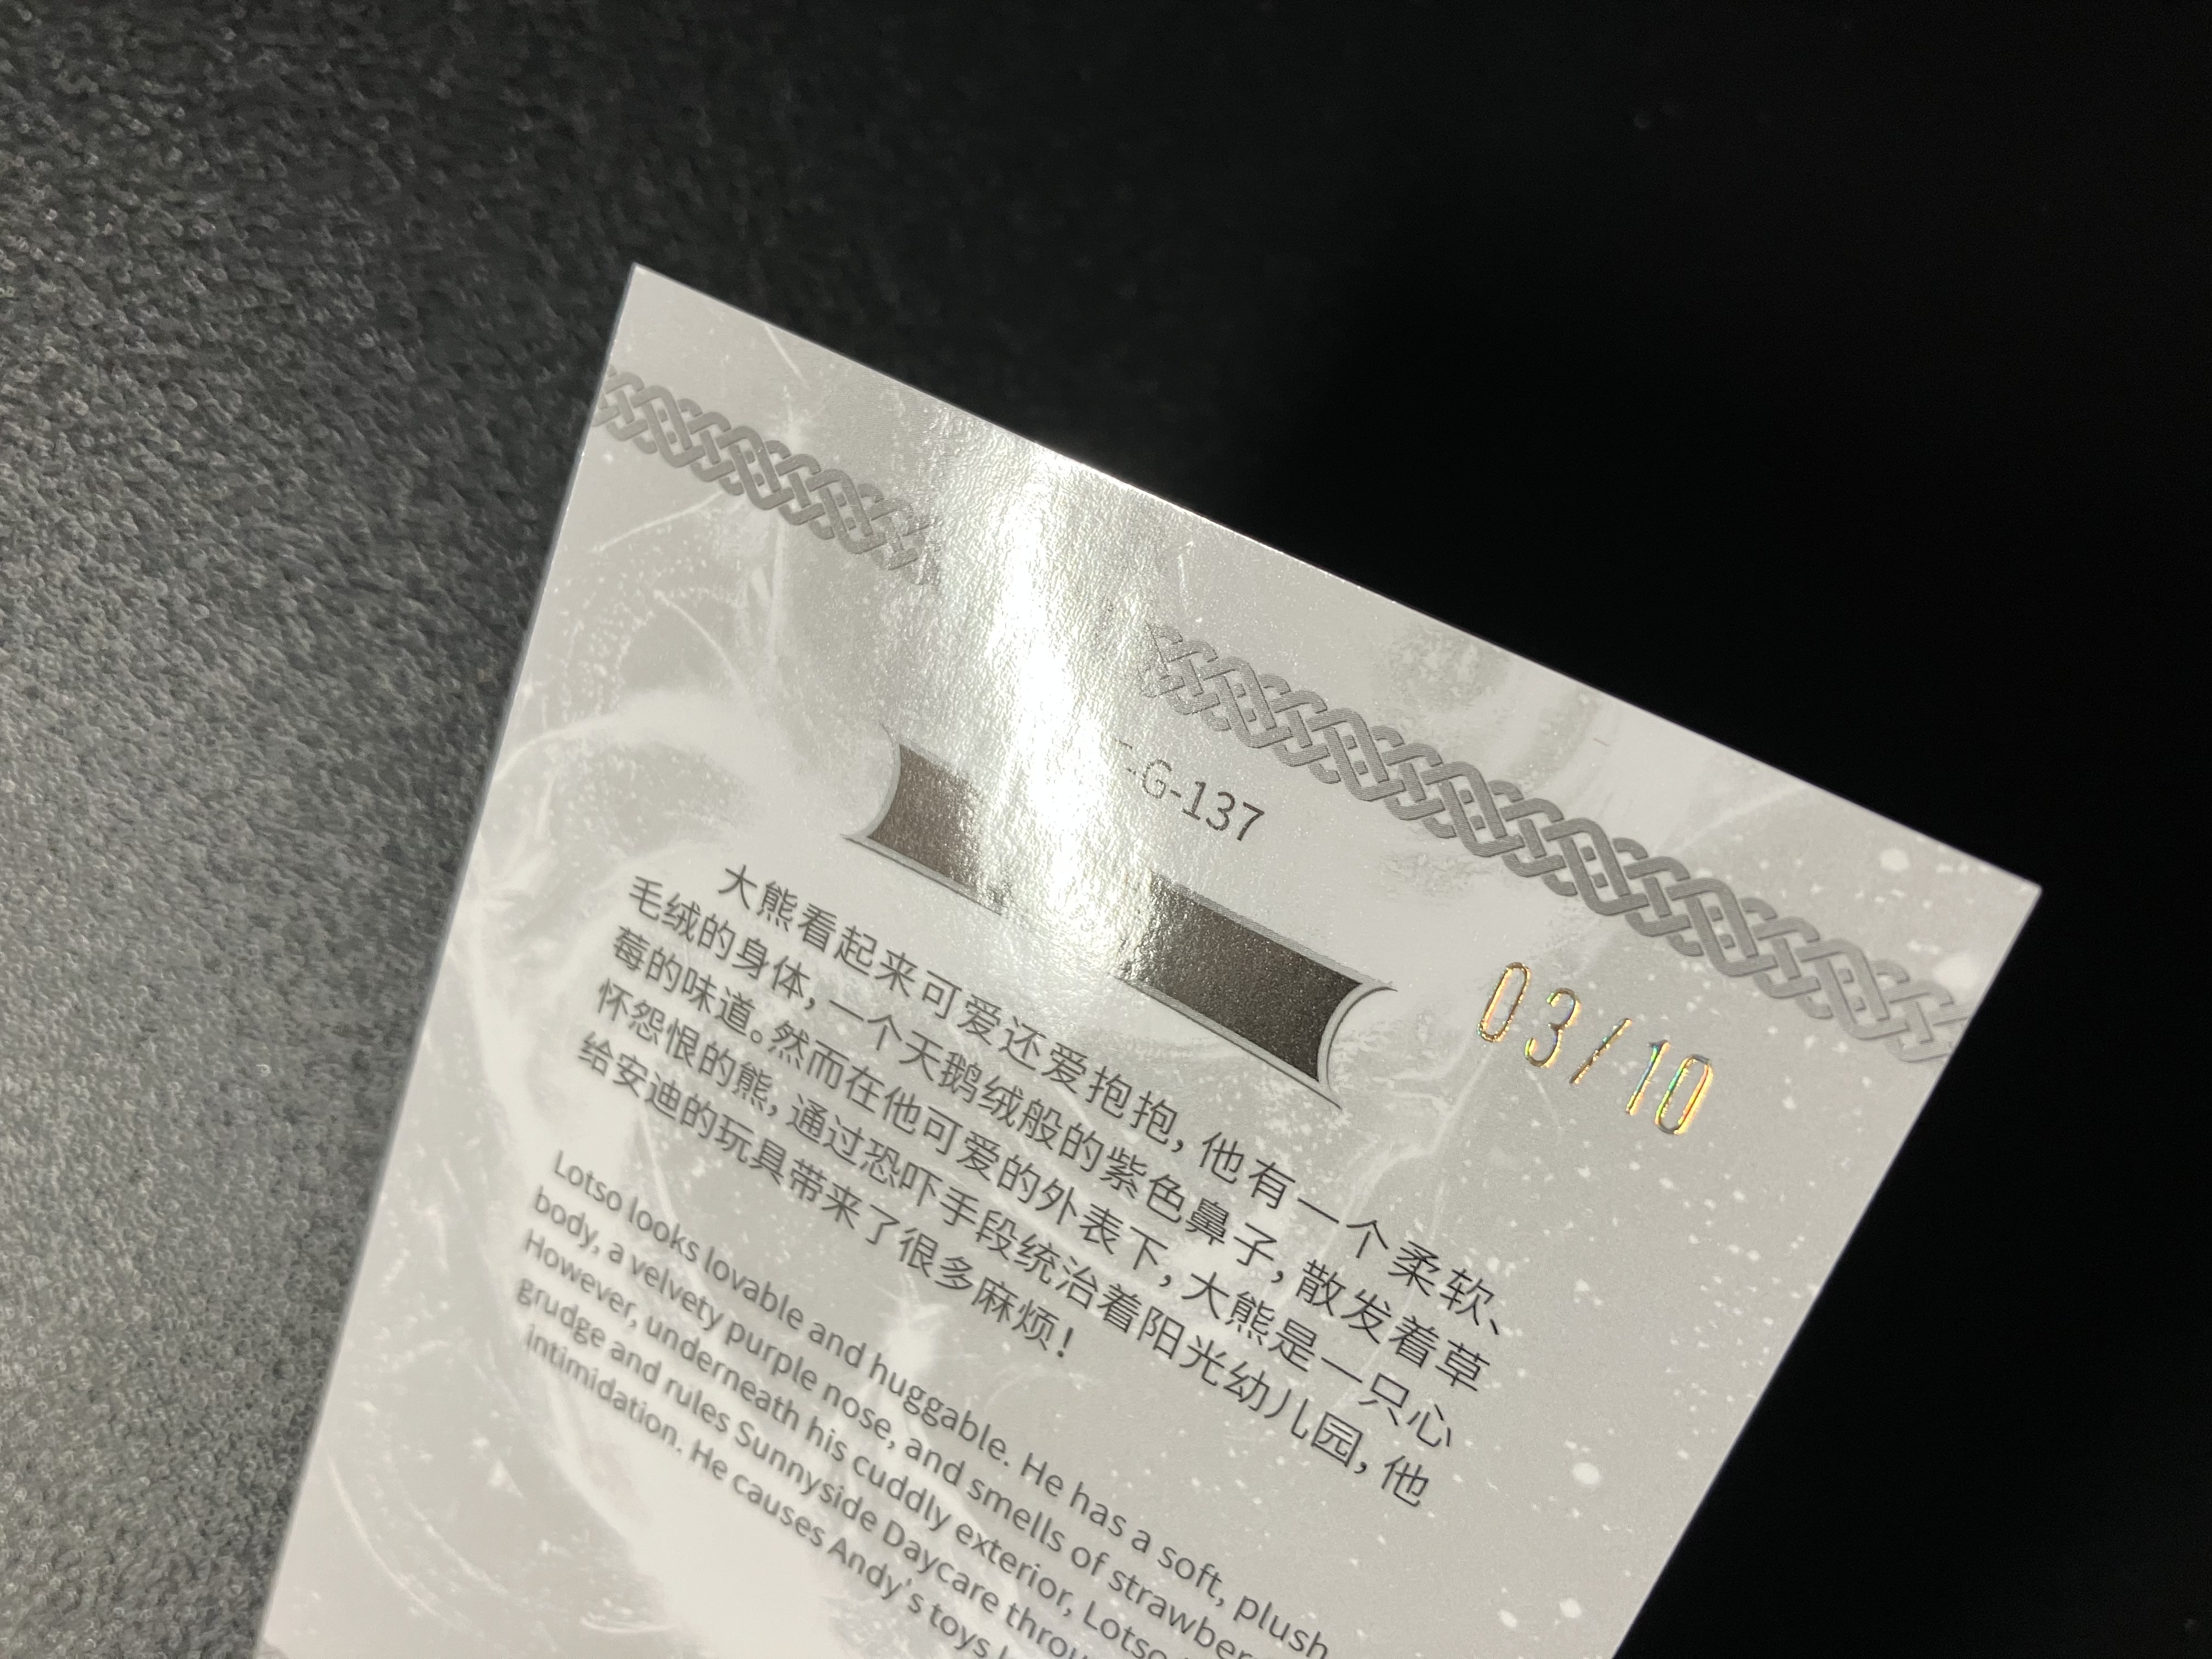 -G-137
03/10
大熊看起来可爱还爱抱抱，他有一个柔软、
毛绒的身体，一个天鹅绒般的紫色鼻子，散发着草
莓的味道。然而在他可爱的外表下，大熊是一只心
怀怨恨的熊，通过恐吓手段统治着阳光幼儿园，他
给安迪的玩具带来了很多麻烦！
Lotso looks lovable and huggable. He has a soft, plush
body, a velvety purple nose, and smells of
However, underneath his cuddly exterior, Lotso
grudge and rules Sunnyside Daycare
intimidation. He causes Andy's toys